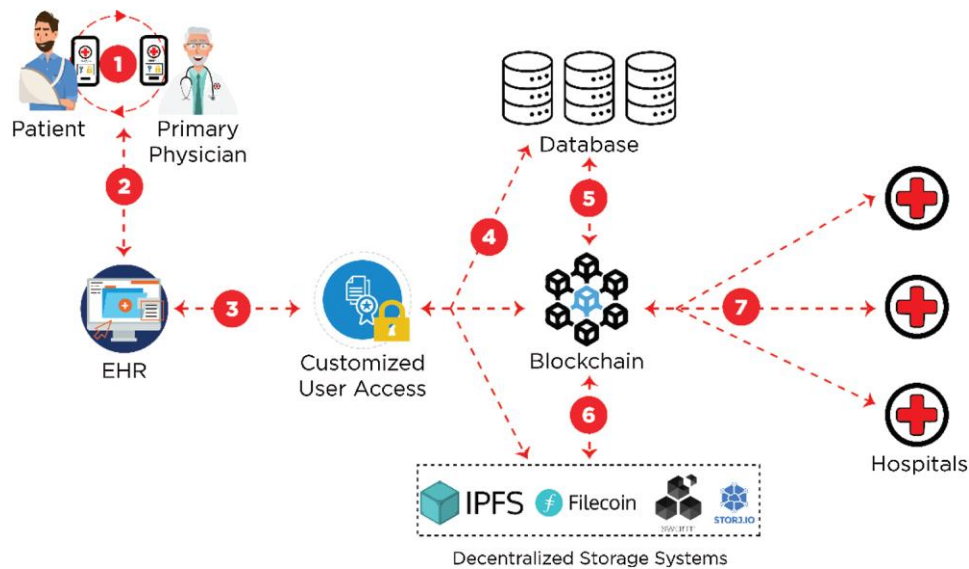 1
Patient
Primary
Physician
2
EHR
3
Customized
User Access
4
Database
5
Blockchain
6
7
Hospitals
IPFS
Filecoin
swarm
STORJ.IO
Decentralized Storage Systems